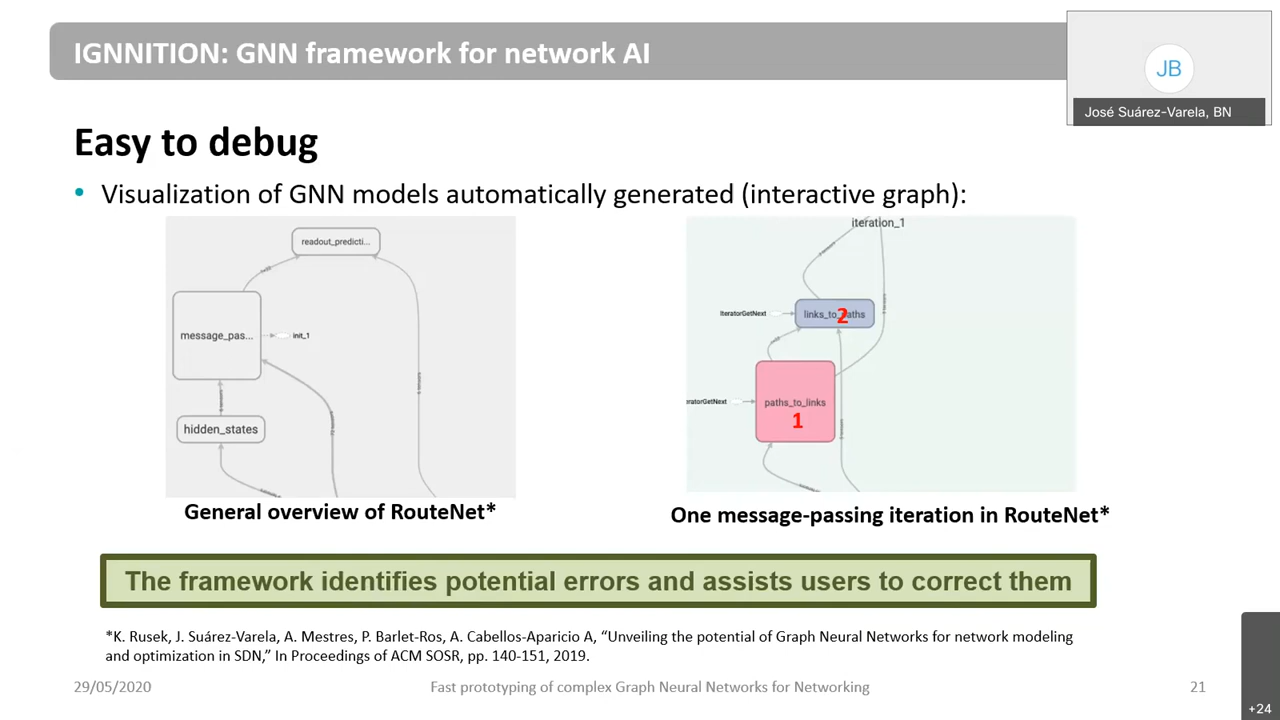 IGNNITION: GNN framework for network AI
JB
José Suárez-Varela, BN
Easy to debug
• Visualization of GNN models automatically generated (interactive graph):
readout_predicti...
message_pas...
init_1
hidden_states
General overview of RouteNet*
iteration_1
IteratorGetNext
links_to_paths
2
eratorGetNext
paths_to_links
1
One message-passing iteration in RouteNet*
The framework identifies potential errors and assists users to correct them
*K. Rusek, J. Suárez-Varela, A. Mestres, P. Barlet-Ros, A. Cabellos-Aparicio A, “Unveiling the potential of Graph Neural Networks for network modeling
and optimization in SDN,” In Proceedings of ACM SOSR, pp. 140-151, 2019.
29/05/2020
Fast prototyping of complex Graph Neural Networks for Networking
21
+24